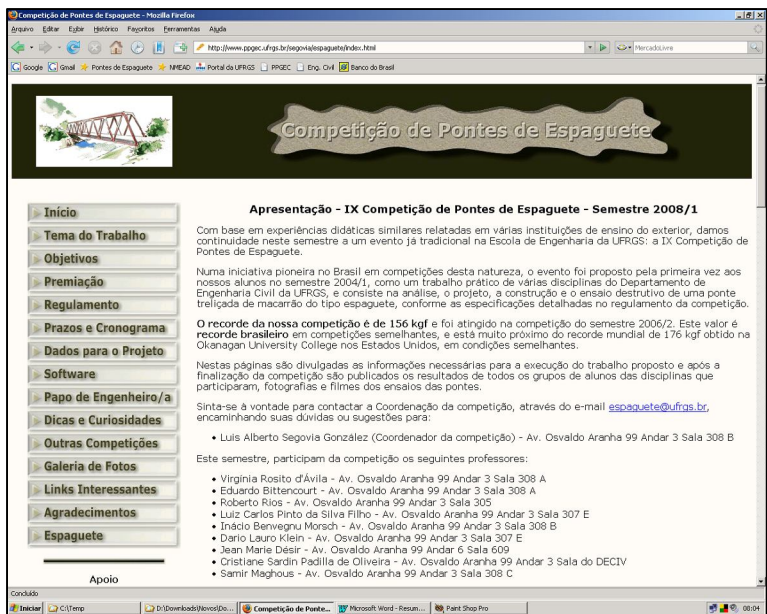 Competição de Pontes de Espaguete - Mozilla Firefox
Arquivo Editar Exibir Histórico Favoritos Ferramentas Ajuda
http://www.ppgec.ufrgs.br/segovia/espaguete/index.html
MercadoLivre
Google Gmail Pontes de Espaguete NMEAD Portal da UFRGS PPGEC Eng. Civil Banco do Brasil
Competição de Pontes de Espaguete
Início
Tema do Trabalho
Objetivos
Premiação
Regulamento
Prazos e Cronograma
Dados para o Projeto
Software
Papo de Engenheiro/a
Dicas e Curiosidades
Outras Competições
Galeria de Fotos
Links Interessantes
Agradecimentos
Espaguete
Apoio
Apresentação - IX Competição de Pontes de Espaguete - Semestre 2008/1
Com base em experiências didáticas similares relatadas em várias instituições de ensino do exterior, damos
continuidade neste semestre a um evento já tradicional na Escola de Engenharia da UFRGS: a IX Competição de
Pontes de Espaguete.
Numa iniciativa pioneira no Brasil em competições desta natureza, o evento foi proposto pela primeira vez aos
nossos alunos no semestre 2004/1, como um trabalho prático de várias disciplinas do Departamento de
Engenharia Civil da UFRGS, e consiste na análise, o projeto, a construção e o ensaio destrutivo de uma ponte
treliçada de macarrão do tipo espaguete, conforme as especificações detalhadas no regulamento da competição.
O recorde da nossa competição é de 156 kgf e foi atingido na competição do semestre 2006/2. Este valor é
recorde brasileiro em competições semelhantes, e está muito próximo do recorde mundial de 176 kgf obtido na
Okanagan University College nos Estados Unidos, em condições semelhantes.
Nestas páginas são divulgadas as informações necessárias para a execução do trabalho proposto e após a
finalização da competição são publicados os resultados de todos os grupos de alunos das disciplinas que
participaram, fotografias e filmes dos ensaios das pontes.
Sinta-se à vontade para contactar a Coordenação da competição, através do e-mail espaguete@ufrgs.br,
encaminhando suas dúvidas ou sugestões para:
• Luis Alberto Segovia González (Coordenador da competição) - Av. Osvaldo Aranha 99 Andar 3 Sala 308 B
Este semestre, participam da competição os seguintes professores:
• Virgínia Rosito d'Ávila - Av. Osvaldo Aranha 99 Andar 3 Sala 308 A
• Eduardo Bittencourt - Av. Osvaldo Aranha 99 Andar 3 Sala 308 A
• Roberto Rios - Av. Osvaldo Aranha 99 Andar 3 Sala 305
• Luiz Carlos Pinto da Silva Filho - Av. Osvaldo Aranha 99 Andar 3 Sala 307 E
• Inácio Benvegnu Morsch - Av. Osvaldo Aranha 99 Andar 3 Sala 308 B
• Dario Lauro Klein - Av. Osvaldo Aranha 99 Andar 3 Sala 307 E
• Jean Marie Désir - Av. Osvaldo Aranha 99 Andar 6 Sala 609
• Cristiane Sardin Padilla de Oliveira - Av. Osvaldo Aranha 99 Andar 3 Sala do DECIV
• Samir Maghous - Av. Osvaldo Aranha 99 Andar 3 Sala 308 C
Concluído
Iniciar C:\Temp D:\Downloads\Novos\Do... Competição de Ponte... Microsoft Word - Resum... Paint Shop Pro 08:04